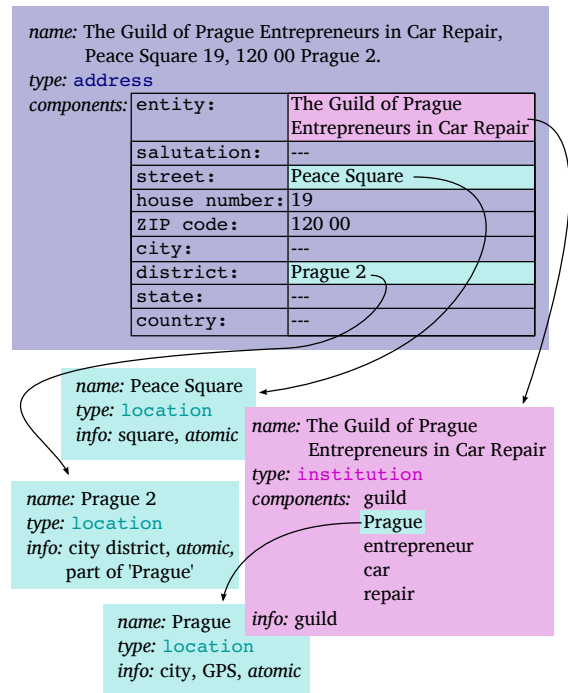 name: The Guild of Prague Entrepreneurs in Car Repair,
Peace Square 19, 120 00 Prague 2.
type: address
components:
entity: The Guild of Prague
Entrepreneurs in Car Repair
salutation: ---
street: Peace Square
house number: 19
ZIP code: 120 00
city: ---
district: Prague 2
state: ---
country: ---
name: Peace Square
type: location
info: square, atomic
name: The Guild of Prague
Entrepreneurs in Car Repair
type: institution
components: guild
Prague
entrepreneur
car
repair
info: guild
name: Prague 2
type: location
info: city district, atomic,
part of 'Prague'
name: Prague
type: location
info: city, GPS, atomic